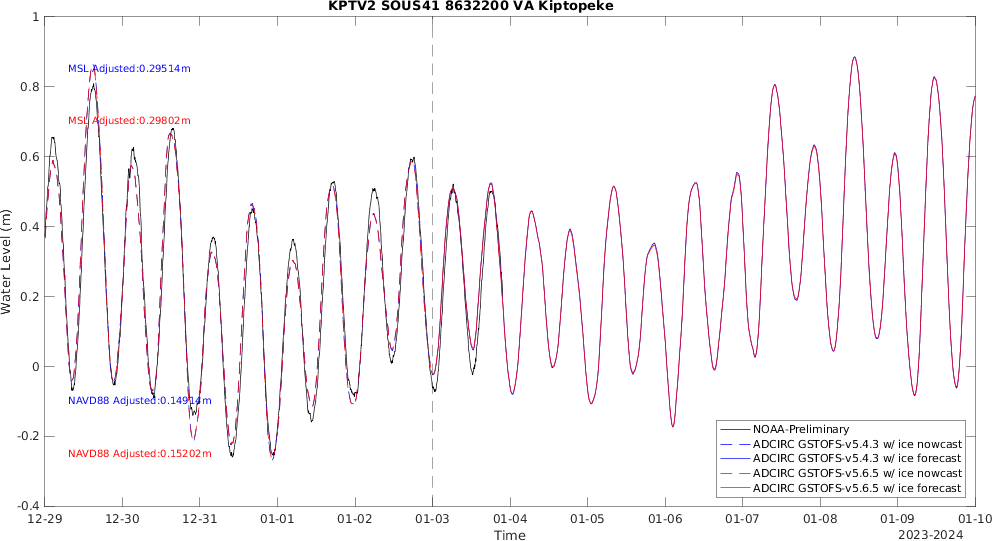 KPTV2 SOUS41 8632200 VA Kiptopeke
1
0.8
0.6
0.4
0.2
0
-0.2
-0.4
Water Level (m)
MSL Adjusted:0.29514m
MSL Adjusted:0.29802m
NAVD88 Adjusted:0.14914m
NAVD88 Adjusted:0.15202m
NOAA-Preliminary
ADCIRC GSTOFS-v5.4.3 w/ ice nowcast
ADCIRC GSTOFS-v5.4.3 w/ ice forecast
ADCIRC GSTOFS-v5.6.5 w/ ice nowcast
ADCIRC GSTOFS-v5.6.5 w/ ice forecast
12-29 12-30 12-31 01-01 01-02 01-03 01-04 01-05 01-06 01-07 01-08 01-09 01-10
Time
2023-2024